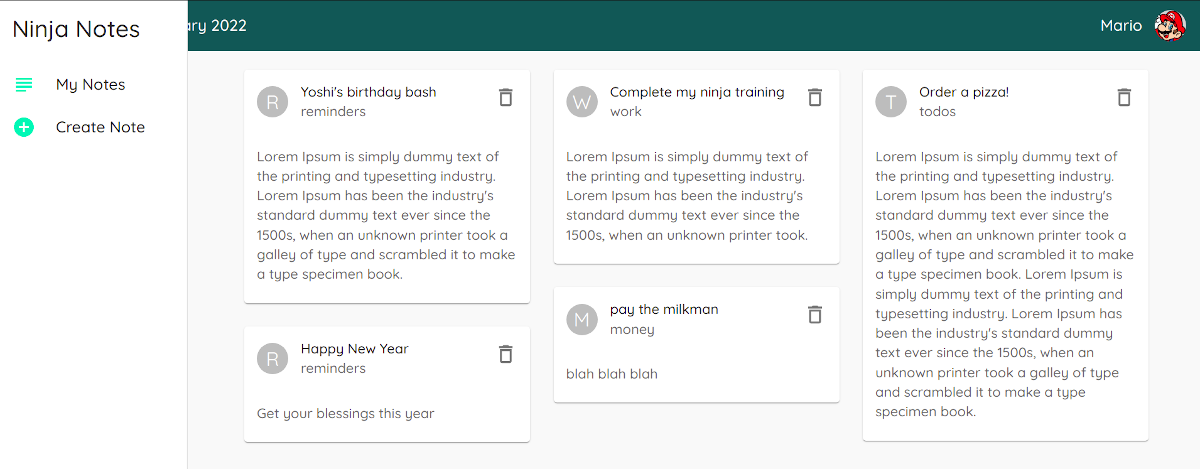 Ninja Notes
My Notes
Create Note
ary 2022
Mario
R
Yoshi's birthday bash
reminders
Lorem Ipsum is simply dummy text of
the printing and typesetting industry.
Lorem Ipsum has been the industry's
standard dummy text ever since the
1500s, when an unknown printer took a
galley of type and scrambled it to make
a type specimen book.
R
Happy New Year
reminders
Get your blessings this year
W
Complete my ninja training
work
Lorem Ipsum is simply dummy text of
the printing and typesetting industry.
Lorem Ipsum has been the industry's
standard dummy text ever since the
1500s, when an unknown printer took.
M
pay the milkman
money
blah blah blah
T
Order a pizza!
todos
Lorem Ipsum is simply dummy text of
the printing and typesetting industry.
Lorem Ipsum has been the industry's
standard dummy text ever since the
1500s, when an unknown printer took a
galley of type and scrambled it to make
a type specimen book. Lorem Ipsum is
simply dummy text of the printing and
typesetting industry. Lorem Ipsum has
been the industry's standard dummy
text ever since the 1500s, when an
unknown printer took a galley of type
and scrambled it to make a type
specimen book.